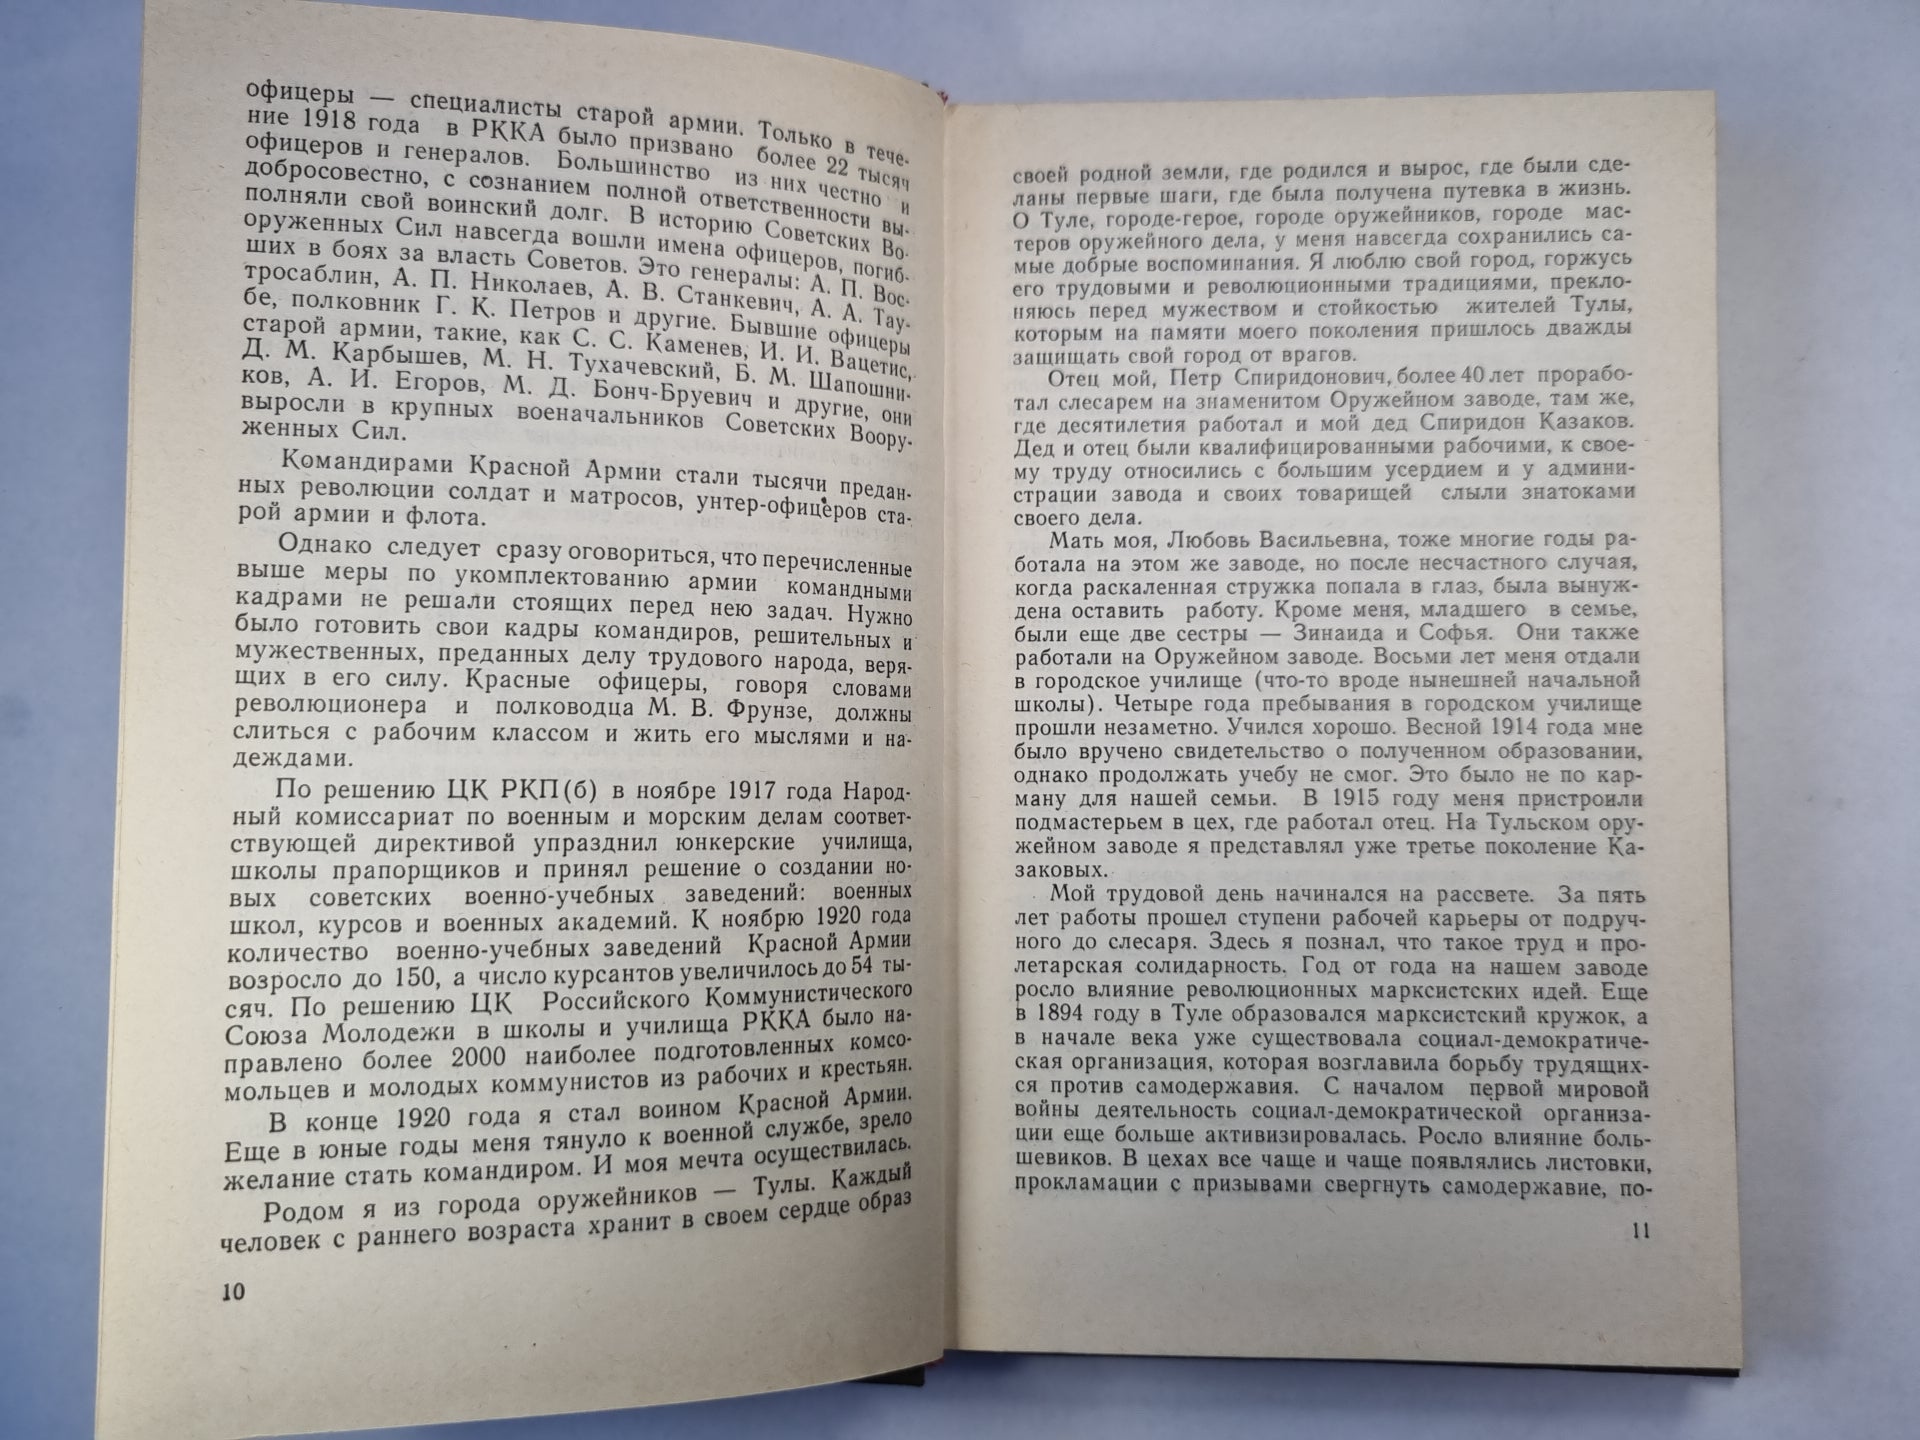 офицеры — специалисты старой армии. Только в тече-
ние 1918 года в РККА было призвано более 22 тысяч
офицеров и генералов. Большинство из них честно и
добросовестно, с сознанием полной ответственности вы-
полняли свой воинский долг. В историю Советских Во-
оруженных Сил навсегда вошли имена офицеров, погиб-
ших в боях за власть Советов. Это генералы: А. П. Вос-
тросаблин, А. П. Николаев, А. В. Станкевич, А. А. Тау-
бе, полковник Г. К. Петров и другие. Бывшие офицеры
старой армии, такие, как С. С. Каменев, И. И. Вацетис,
Д. М. Карбышев, М. Н. Тухачевский, Б. М. Шапошни-
ков, А. И. Егоров, М. Д. Бонч-Бруевич и другие, они
выросли в крупных военачальников Советских Воору-
женных Сил.
Командирами Красной Армии стали тысячи предан-
ных революции солдат и матросов, унтер-офицеров ста-
рой армии и флота.
Однако следует сразу оговориться, что перечисленные
выше меры по укомплектованию армии командными
кадрами не решали стоящих перед нею задач. Нужно
было готовить свои кадры командиров, решительных и
мужественных, преданных делу трудового народа, веря-
щих в его силу. Красные офицеры, говоря словами
революционера и полководца М. В. Фрунзе, должны
слиться с рабочим классом и жить его мыслями и на-
деждами.
По решению ЦК РКП(б) в ноябре 1917 года Народ-
ный комиссариат по военным и морским делам соответ-
ствующей директивой упразднил юнкерские училища,
школы прапорщиков и принял решение о создании но-
вых советских военно-учебных заведений: военных
школ, курсов и военных академий. К ноябрю 1920 года
количество военно-учебных заведений Красной Армии
возросло до 150, а число курсантов увеличилось до 54 ты-
сяч. По решению ЦК Российского Коммунистического
Союза Молодежи в школы и училища РККА было на-
правлено более 2000 наиболее подготовленных комсо-
мольцев и молодых коммунистов из рабочих и крестьян.
В конце 1920 года я стал воином Красной Армии.
Еще в юные годы меня тянуло к военной службе, зрело
желание стать командиром. И моя мечта осуществилась.
Родом я из города оружейников — Тулы. Каждый
человек с раннего возраста хранит в своем сердце образ
10
своей родной земли, где родился и вырос, где были сде-
ланы первые шаги, где была получена путевка в жизнь.
О Туле, городе-герое, городе оружейников, городе мас-
теров оружейного дела, у меня навсегда сохранились са-
мые добрые воспоминания. Я люблю свой город, горжусь
его трудовыми и революционными традициями, прекло-
няюсь перед мужеством и стойкостью жителей Тулы,
которым на памяти моего поколения пришлось дважды
защищать свой город от врагов.
Отец мой, Петр Спиридонович, более 40 лет прорабо-
тал слесарем на знаменитом Оружейном заводе, там же,
где десятилетия работал и мой дед Спиридон Казаков.
Дед и отец были квалифицированными рабочими, к свое-
му труду относились с большим усердием и у админи-
страции завода и своих товарищей слыли знатоками
своего дела.
Мать моя, Любовь Васильевна, тоже многие годы ра-
ботала на этом же заводе, но после несчастного случая,
когда раскаленная стружка попала в глаз, была вынуж-
дена оставить работу. Кроме меня, младшего в семье,
были еще две сестры — Зинаида и Софья. Они также
работали на Оружейном заводе. Восьми лет меня отдали
в городское училище (что-то вроде нынешней начальной
школы). Четыре года пребывания в городском училище
прошли незаметно. Учился хорошо. Весной 1914 года мне
было вручено свидетельство о полученном образовании,
однако продолжать учебу не смог. Это было не по кар-
ману для нашей семьи. В 1915 году меня пристроили
подмастерьем в цех, где работал отец. На Тульском ору-
жейном заводе я представлял уже третье поколение Ка-
заковых.
Мой трудовой день начинался на рассвете. За пять
лет работы прошел ступени рабочей карьеры от подруч-
ного до слесаря. Здесь я познал, что такое труд и про-
летарская солидарность. Год от года на нашем заводе
росло влияние революционных марксистских идей. Еще
в 1894 году в Туле образовался марксистский кружок, а
в начале века уже существовала социал-демократиче-
ская организация, которая возглавила борьбу трудящих-
ся против самодержавия. С началом первой мировой
войны деятельность социал-демократической организа-
ции еще больше активизировалась. Росло влияние боль-
шевиков. В цехах все чаще и чаще появлялись листовки,
прокламации с призывами свергнуть самодержавие, по-
11